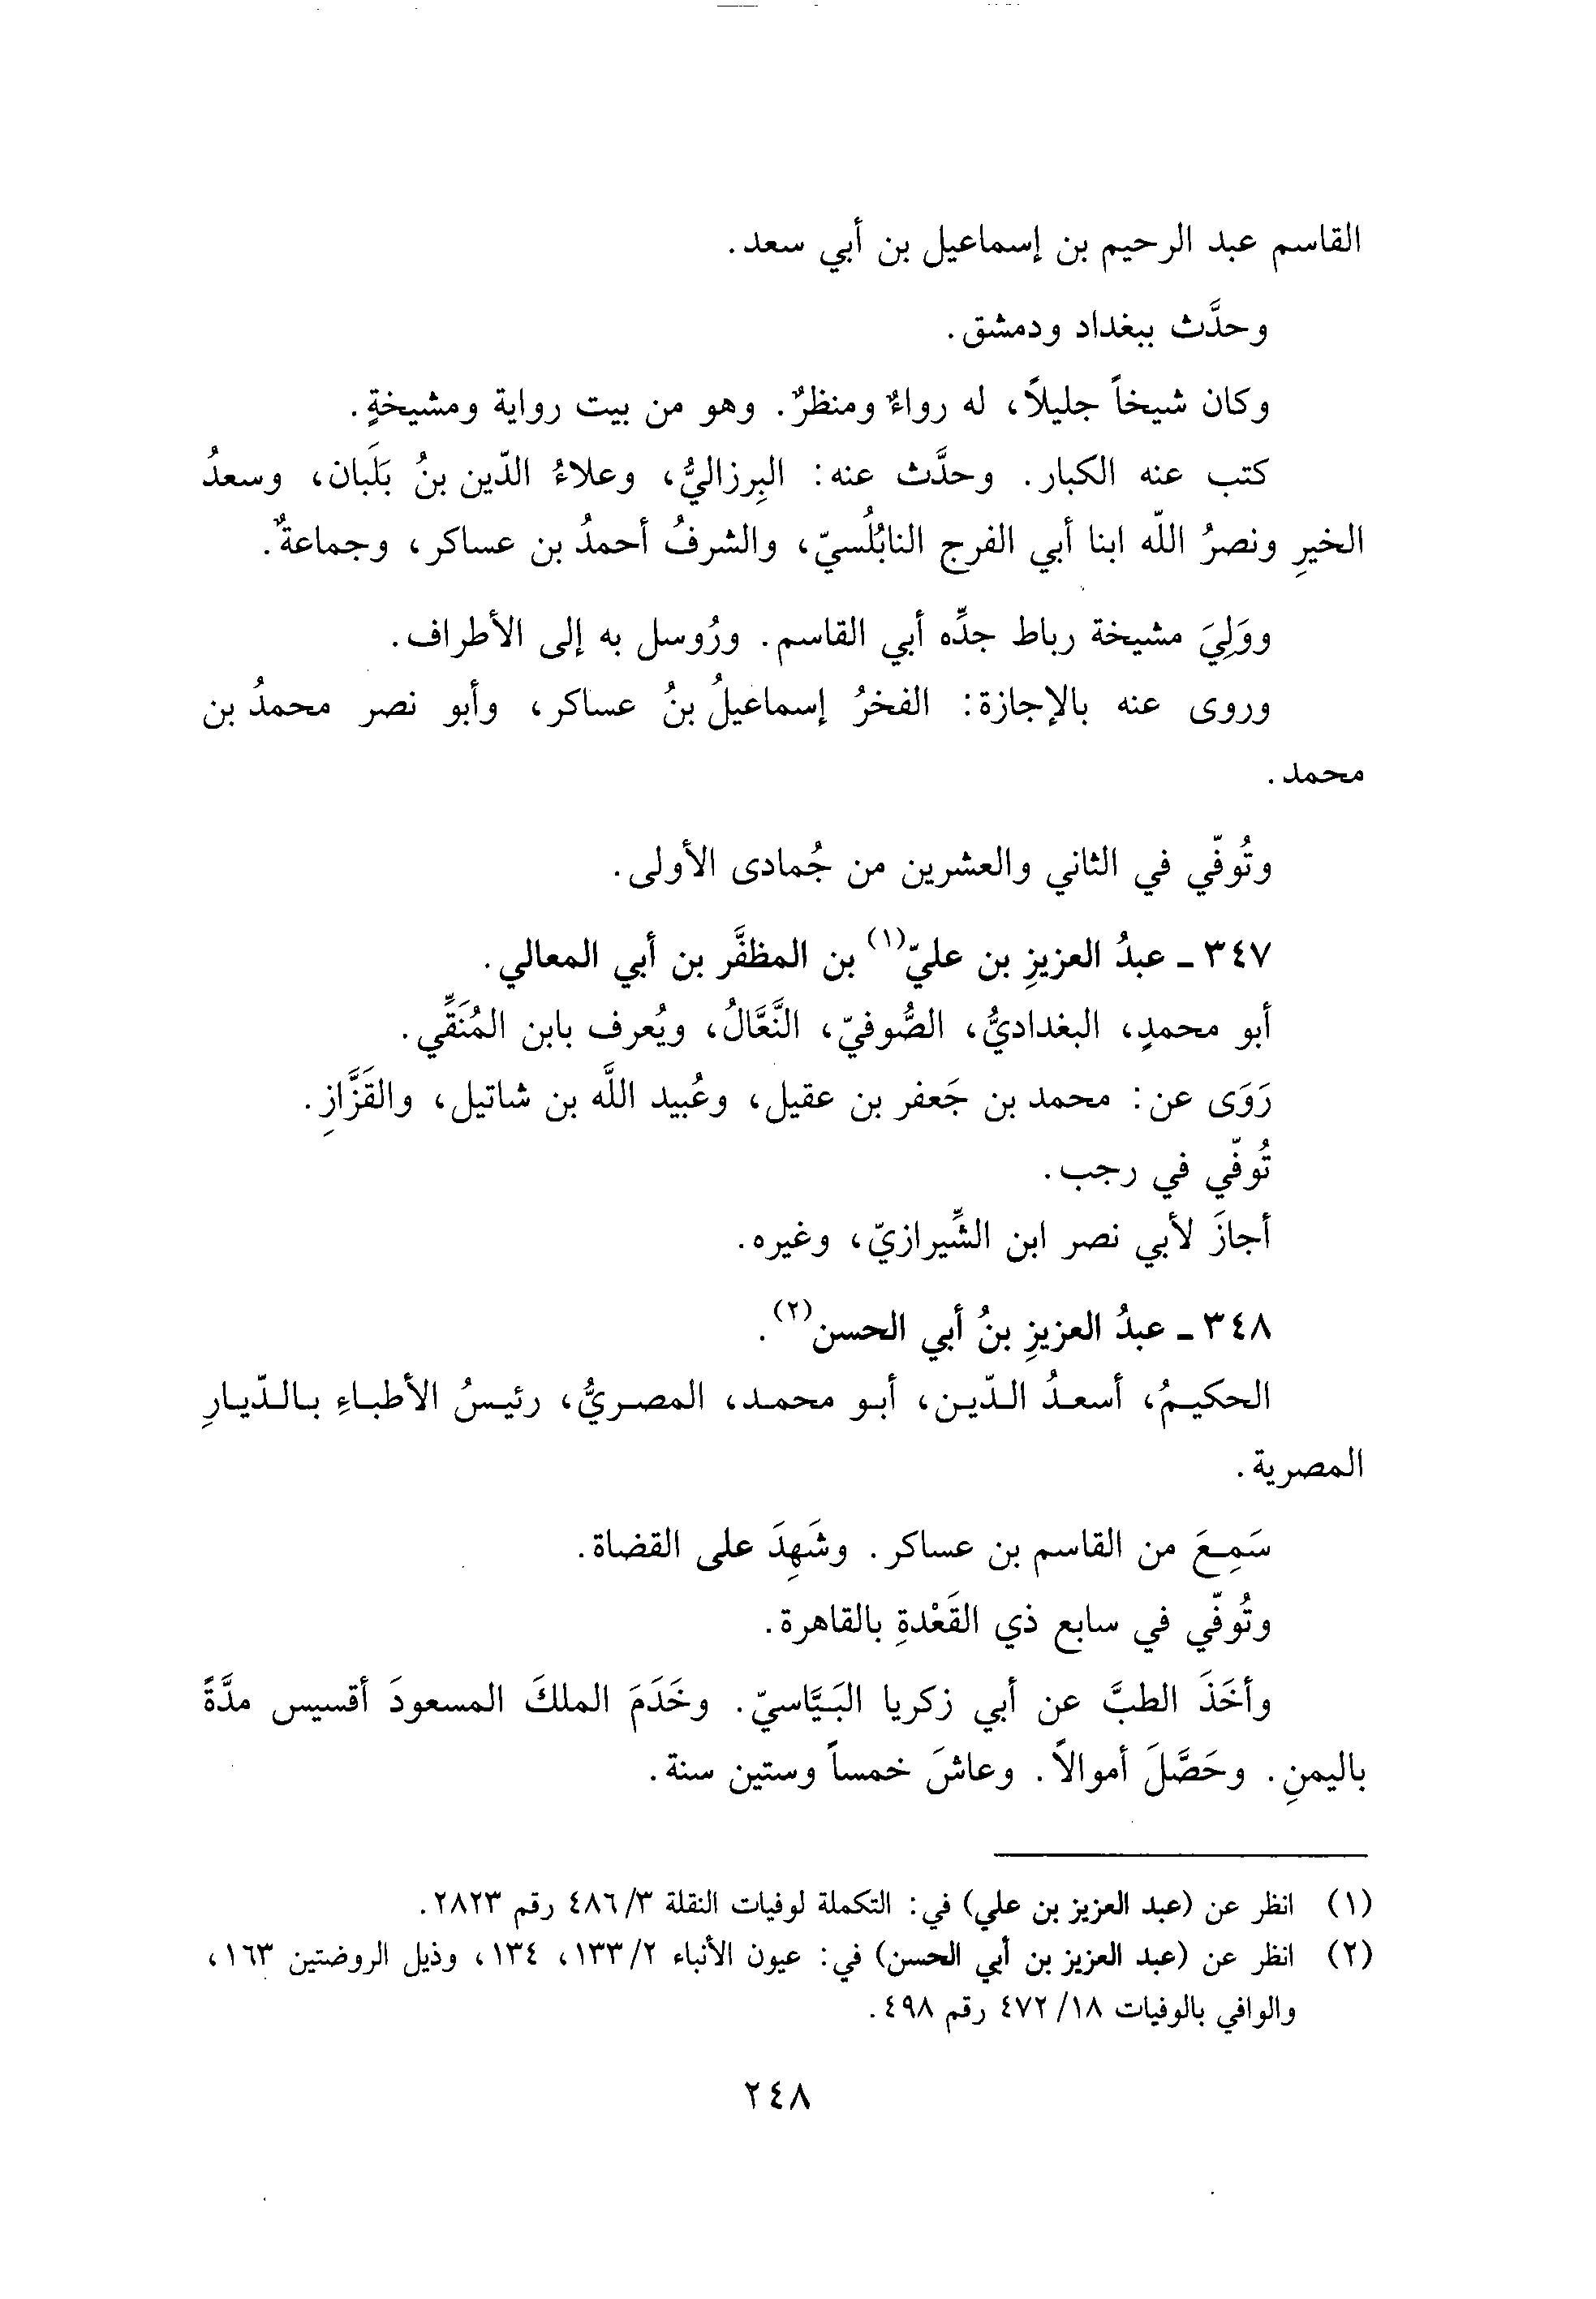 القاسم عبد الرحيم بن إسماعيل بن أبي سعد.
وحدَّث ببغداد ودمشق.
وكان شيخاً جليلاً، له رواءٌ ومنظرٌ. وهو من بيت رواية ومشيخةٍ.
كتب عنه الكبار. وحدَّث عنه: البِرزاليُّ، وعلاءُ الدّين بنُ بَلَبان، وسعدُ
الخيرِ ونصرُ اللّه ابنا أبي الفرج النابُلُسيّ، والشرفُ أحمدُ بن عساكر، وجماعةٌ.
ووَلِيَ مشيخة رباط جدِّه أبي القاسم. ورُوسل به إلى الأطراف.
وروى عنه بالإجازة: الفخرُ إسماعيلُ بنُ عساكر، وأبو نصر محمدُ بن
محمد.
وتُوفّي في الثاني والعشرين من جُمادى الأولى.
٣٤٧ ـ عبدُ العزيزِ بن عليّ(١) بن المظفَّر بن أبي المعالي.
أبو محمدٍ، البغداديُّ، الصُّوفيّ، النَّعَّالُ، ويُعرف بابن المُنَقِّي.
رَوَى عن: محمد بن جَعفر بن عقيل، وعُبيد اللَّه بن شاتيل، والقَزَّازِ.
تُوفّي في رجب.
أجازَ لأبي نصر ابن الشِّيرازيّ، وغيره.
٣٤٨ ـ عبدُ العزيزِ بنُ أبي الحسن(٢).
الحكيمُ، أسعدُ الدّين، أبو محمد، المصريُّ، رئيسُ الأطباءِ بالدّيارِ
المصرية.
سَمِعَ من القاسم بن عساكر. وشَهِدَ على القضاة.
وتُوفّي في سابع ذي القَعْدةِ بالقاهرة.
وأخَذَ الطبَّ عن أبي زكريا البَيَّاسيّ. وخَدَمَ الملكَ المسعودَ أقسيس مدَّةً
باليمنِ. وحَصَّلَ أموالاً. وعاشَ خمساً وستين سنة.
(١) انظر عن (عبد العزيز بن علي) في: التكملة لوفيات النقلة ٤٨٦/٣ رقم ٢٨٢٣.
(٢) انظر عن (عبد العزيز بن أبي الحسن) في: عيون الأنباء ١٣٣/٢، ١٣٤، وذيل الروضتين ١٦٣،
والوافي بالوفيات ٤٧٢/١٨ رقم ٤٩٨.
٢٤٨